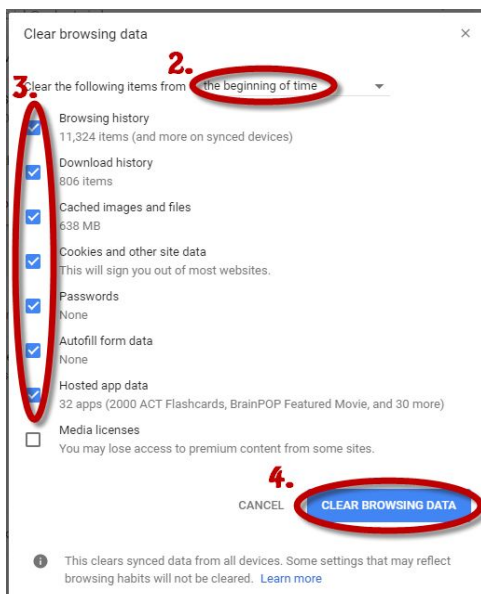 Clear browsing data
2.
Clear the following items from the beginning of time
3.
Browsing history
11,324 items (and more on synced devices)
Download history
806 items
Cached images and files
638 MB
Cookies and other site data
This will sign you out of most websites.
Passwords
None
Autofill form data
None
Hosted app data
32 apps (2000 ACT Flashcards, BrainPOP Featured Movie, and 30 more)
Media licenses
You may lose access to premium content from some sites.
4.
CANCEL CLEAR BROWSING DATA
This clears synced data from all devices. Some settings that may reflect
browsing habits will not be cleared. Learn more